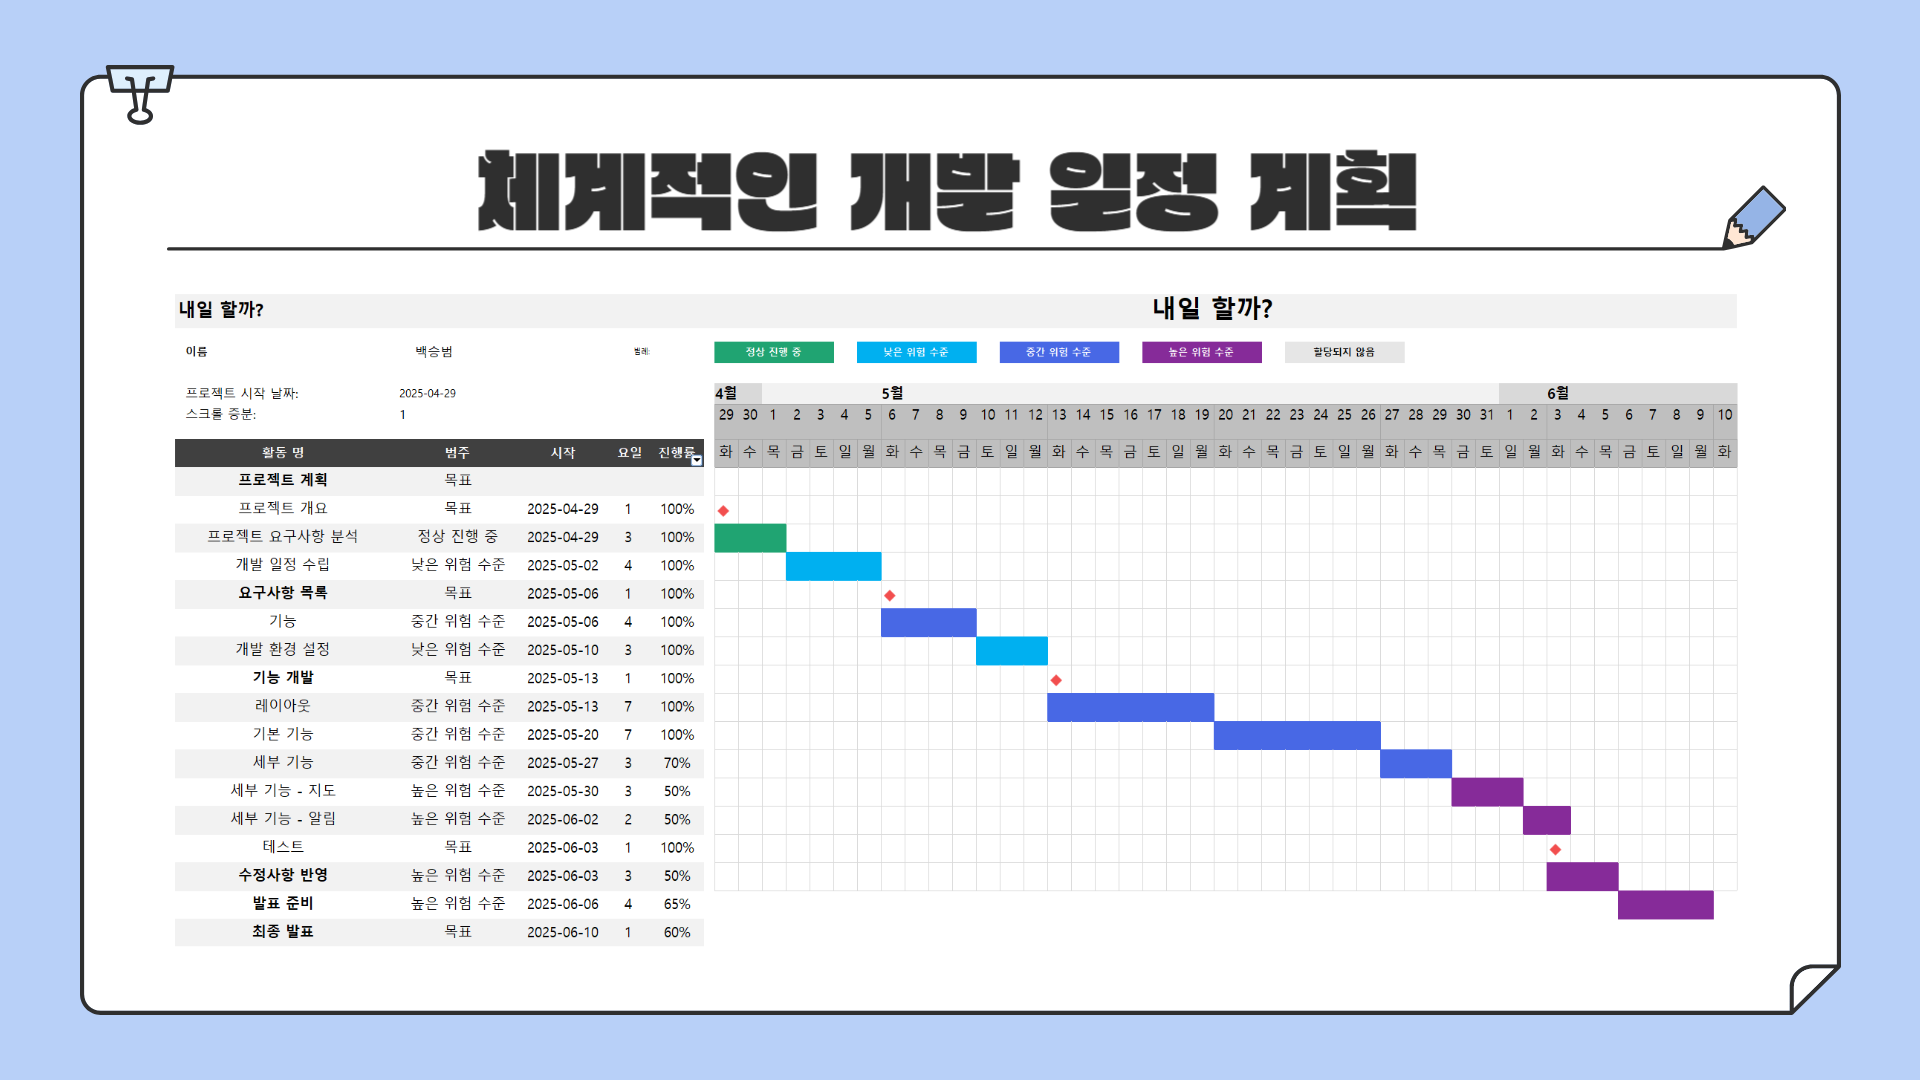 체계적인 개발 일정 계획
내일 할까?
내일 할까?
이름 백승범 범례:
정상 진행 중 낮은 위험 수준 중간 위험 수준 높은 위험 수준 할당되지 않음
프로젝트 시작 날짜: 2025-04-29
스크롤 증분: 1
4월 5월 6월
29 30 1 2 3 4 5 6 7 8 9 10 11 12 13 14 15 16 17 18 19 20 21 22 23 24 25 26 27 28 29 30 31 1 2 3 4 5 6 7 8 9 10
활동 명 범주 시작 요일 진행률
화 수 목 금 토 일 월 화 수 목 금 토 일 월 화 수 목 금 토 일 월 화 수 목 금 토 일 월 화 수 목 금 토 일 월 화 수 목 금 토 일 월 화
프로젝트 계획 목표
프로젝트 개요 목표 2025-04-29 1 100%
프로젝트 요구사항 분석 정상 진행 중 2025-04-29 3 100%
개발 일정 수립 낮은 위험 수준 2025-05-02 4 100%
요구사항 목록 목표 2025-05-06 1 100%
기능 중간 위험 수준 2025-05-06 4 100%
개발 환경 설정 낮은 위험 수준 2025-05-10 3 100%
기능 개발 목표 2025-05-13 1 100%
레이아웃 중간 위험 수준 2025-05-13 7 100%
기본 기능 중간 위험 수준 2025-05-20 7 100%
세부 기능 중간 위험 수준 2025-05-27 3 70%
세부 기능 - 지도 높은 위험 수준 2025-05-30 3 50%
세부 기능 - 알림 높은 위험 수준 2025-06-02 2 50%
테스트 목표 2025-06-03 1 100%
수정사항 반영 높은 위험 수준 2025-06-03 3 50%
발표 준비 높은 위험 수준 2025-06-06 4 65%
최종 발표 목표 2025-06-10 1 60%